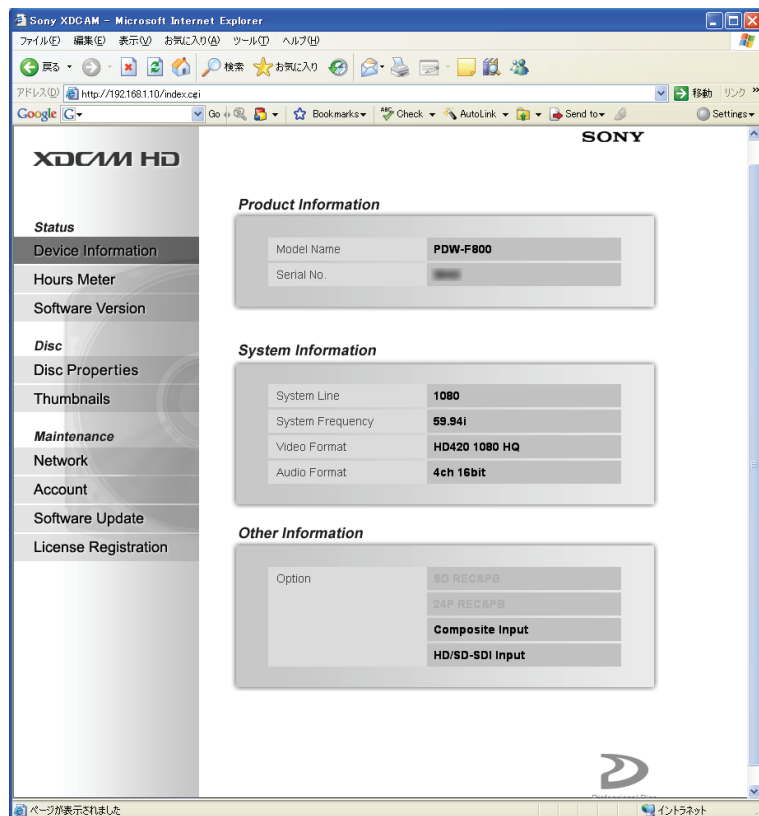 Sony XDCAM - Microsoft Internet Explorer
ファイル(F) 編集(E) 表示(V) お気に入り(A) ツール(T) ヘルプ(H)
戻る 検索 お気に入り
アドレス(D) http://192.168.1.10/index.cgi 移動 リンク »
Google G Go Bookmarks ABC Check AutoLink Send to Settings
SONY
XDCAM HD
Product Information
Status
Device Information
Model Name PDW-F800
Hours Meter
Serial No.
Software Version
Disc
System Information
Disc Properties
Thumbnails
System Line 1080
System Frequency 59.94i
Maintenance
Video Format HD420 1080 HQ
Network
Audio Format 4ch 16bit
Account
Software Update
Other Information
License Registration
Option SD REC&PB
24P REC&PB
Composite Input
HD/SD-SDI Input
Professional Disc
ページが表示されました イントラネット